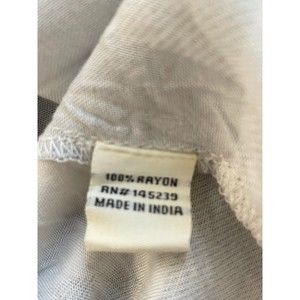 100% RAYON
RN# 145239
MADE IN INDIA